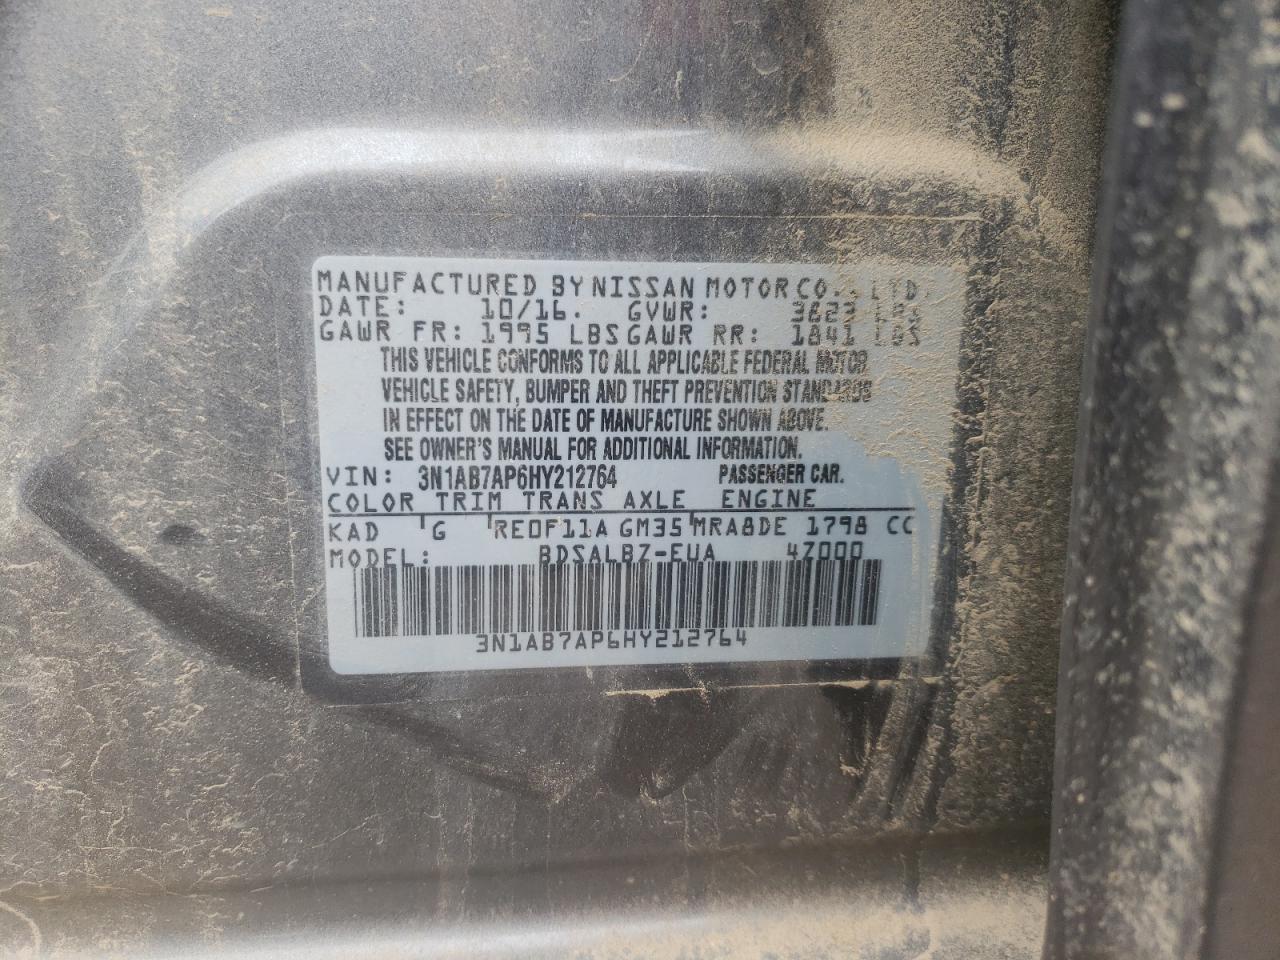 MANUFACTURED BY NISSAN MOTOR CO., LTD.
DATE: 10/16. GVWR: 3623 LBS
GAWR FR: 1995 LBS GAWR RR: 1841 LBS
THIS VEHICLE CONFORMS TO ALL APPLICABLE FEDERAL MOTOR
VEHICLE SAFETY, BUMPER AND THEFT PREVENTION STANDARDS
IN EFFECT ON THE DATE OF MANUFACTURE SHOWN ABOVE.
SEE OWNER'S MANUAL FOR ADDITIONAL INFORMATION.
VIN: 3N1AB7AP6HY212764 PASSENGER CAR.
COLOR TRIM TRANS AXLE ENGINE
KAD G RE0F11A GM35 MRA8DE 1798 CC
MODEL: BDSALBZ-EUA 4Z000
3N1AB7AP6HY212764